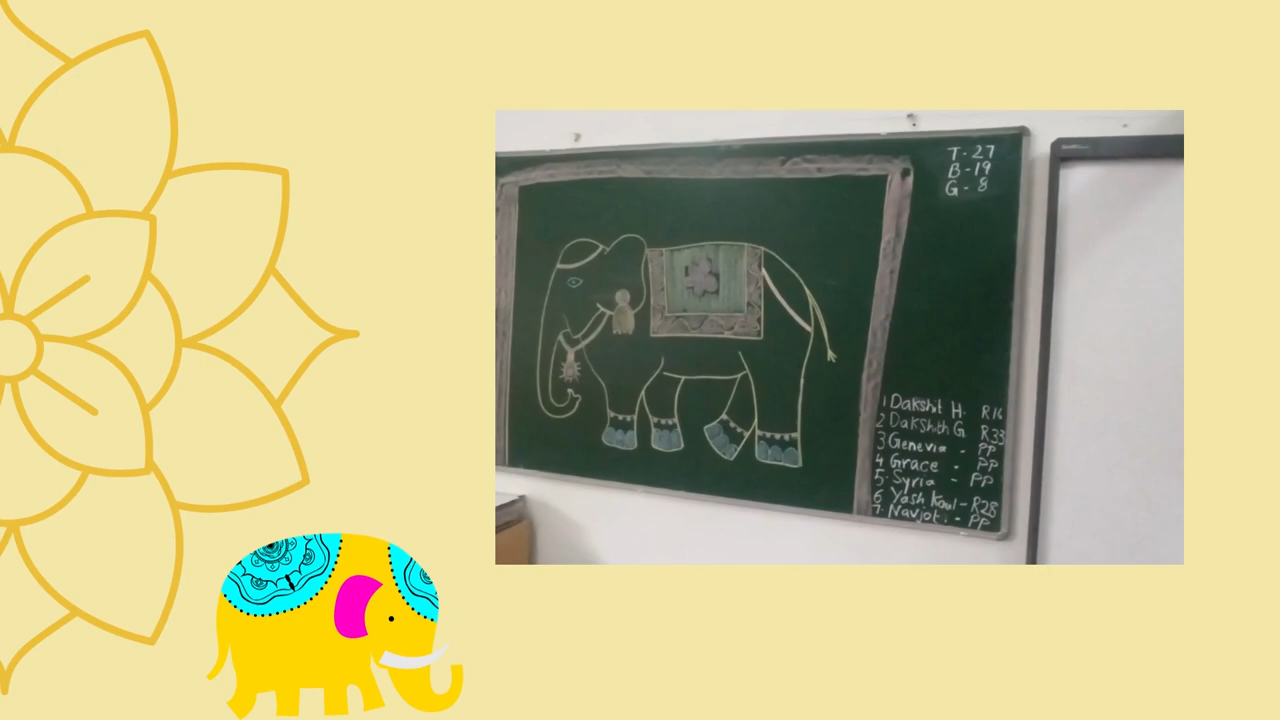 T - 27
B - 19
G - 8
1 Dakshit H. R16
2 Dakshith G R33
3 Genevia - PP
4 Grace - PP
5. Syria - PP
6 Yash Kaul - R28
7. Navjot. - PP